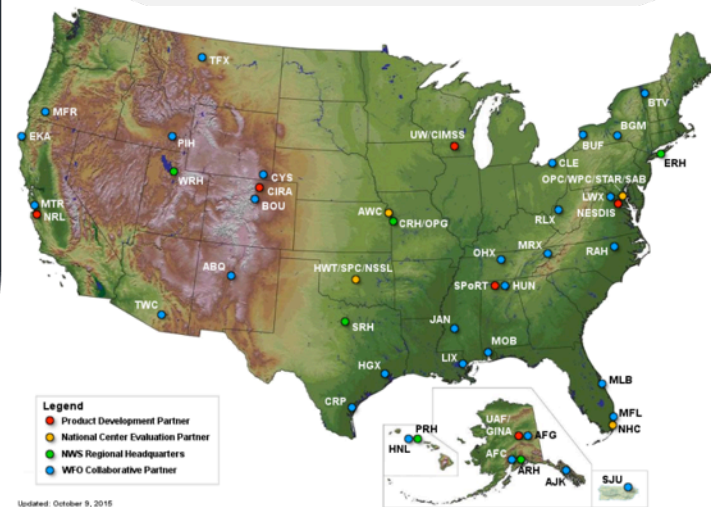 TFX
BTV
MFR
UW/CIMSS
BGM
EKA
PIH
BUF
CLE
ERH
WRH
CYS
OPC/WPC/STAR/SAB
CIRA
LWX
MTR
BOU
AWC
NESDIS
NRL
CRH/OPG
RLX
OHX
MRX
RAH
ABQ
HWT/SPC/NSSL
SPoRT
HUN
TWC
SRH
JAN
MOB
HGX
LIX
MLB
CRP
MFL
NHC
Legend
Product Development Partner
National Center Evaluation Partner
NWS Regional Headquarters
WFO Collaborative Partner
UAF/
GINA
AFG
PRH
HNL
AFC
ARH
AJK
SJU
Updated: October 9, 2015